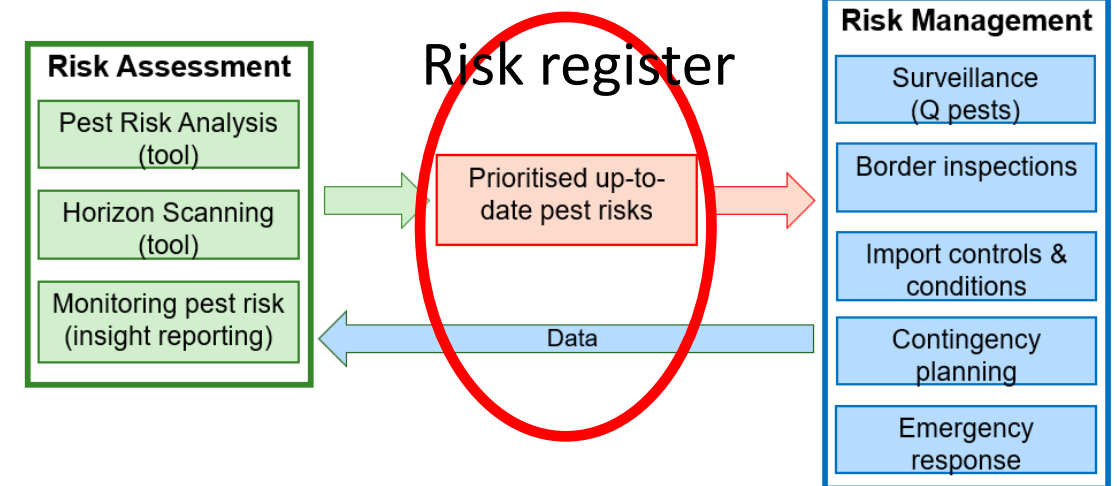 Risk Assessment
Pest Risk Analysis
(tool)
Horizon Scanning
(tool)
Monitoring pest risk
(insight reporting)
Risk register
Prioritised up-to-
date pest risks
Data
Risk Management
Surveillance
(Q pests)
Border inspections
Import controls &
conditions
Contingency
planning
Emergency
response